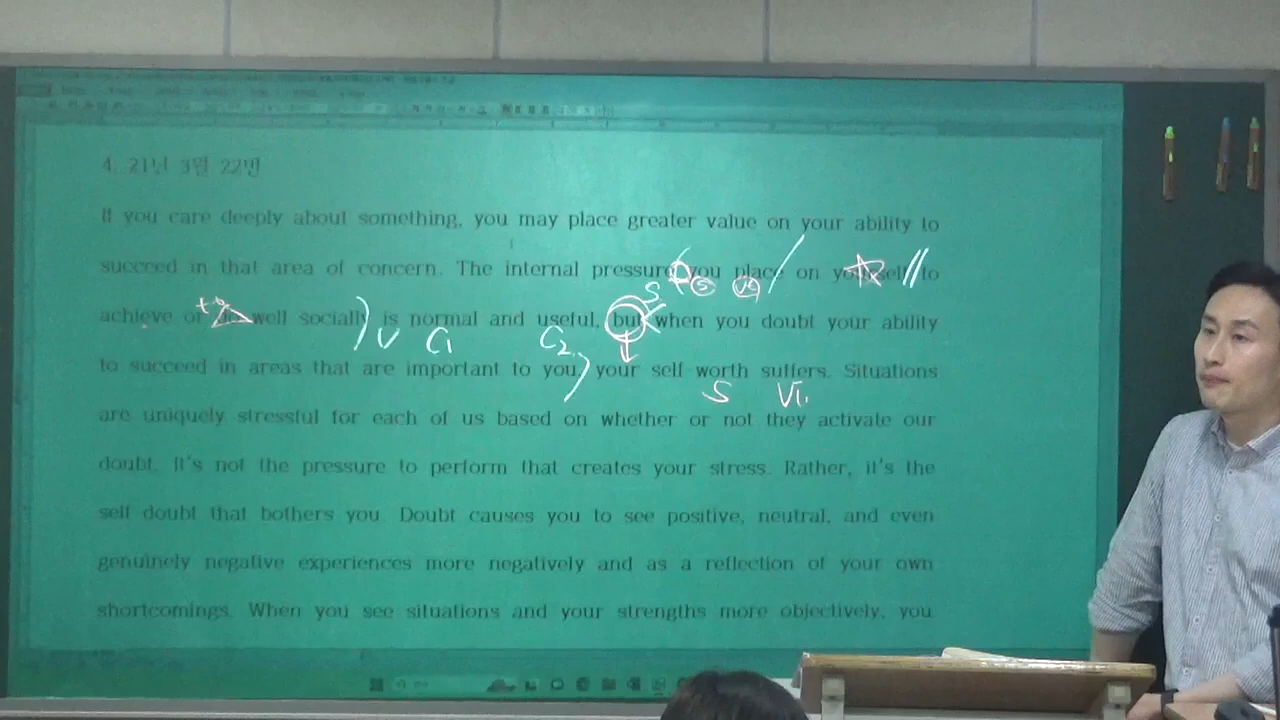 4. 21년 3월 22번
If you care deeply about something, you may place greater value on your ability to
succeed in that area of concern. The internal pressure you place on yourself to
achieve or do well socially is normal and useful, but when you doubt your ability
to succeed in areas that are important to you, your self worth suffers. Situations
are uniquely stressful for each of us based on whether or not they activate our
doubt. It's not the pressure to perform that creates your stress. Rather, it's the
self doubt that bothers you. Doubt causes you to see positive, neutral, and even
genuinely negative experiences more negatively and as a reflection of your own
shortcomings. When you see situations and your strengths more objectively, you
S
S
to
V C1 C2
S Vi